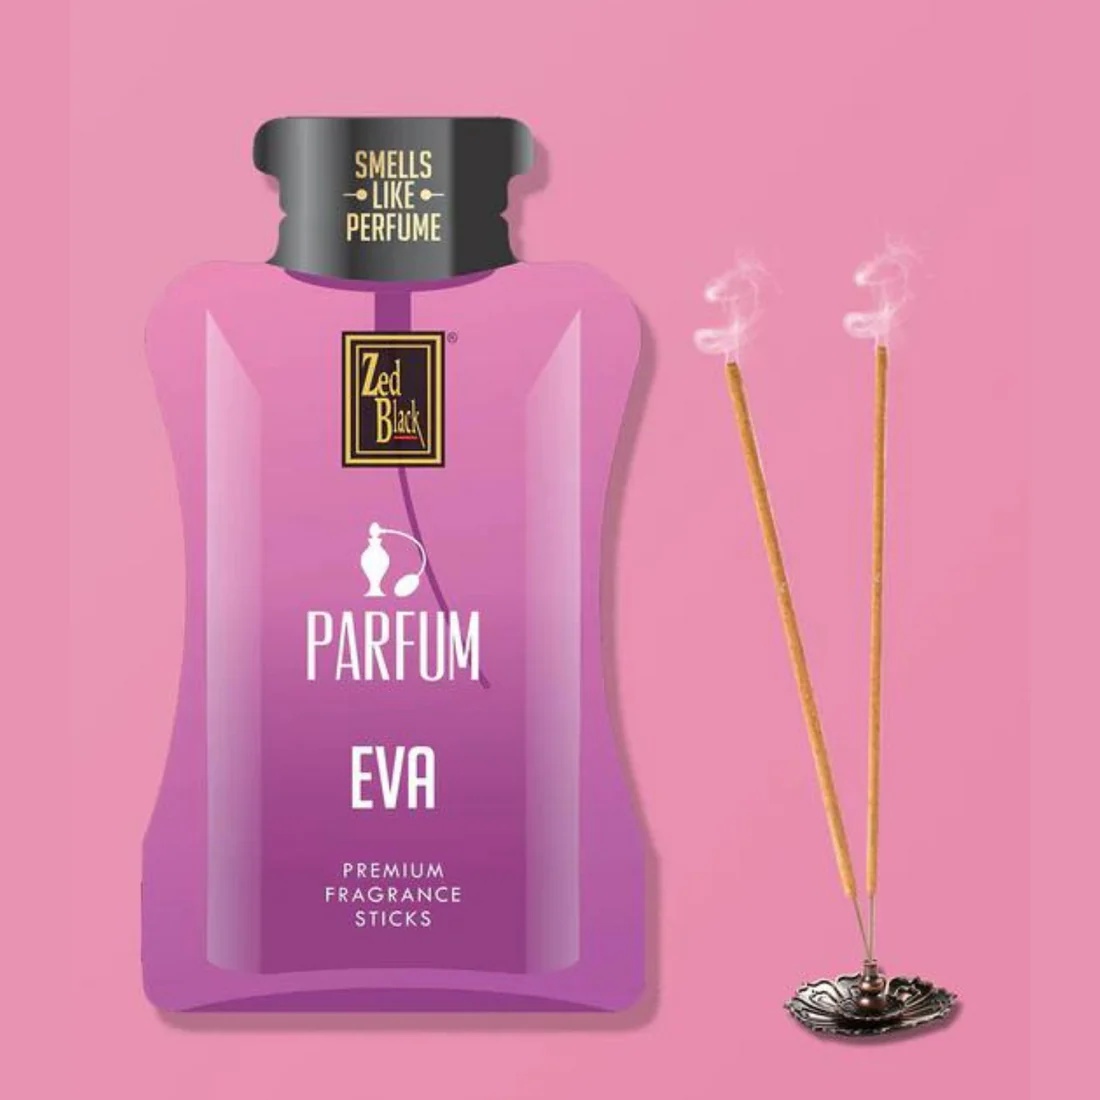 SMELLS
LIKE
PERFUME
Zed
Black
®
PARFUM
EVA
PREMIUM
FRAGRANCE
STICKS